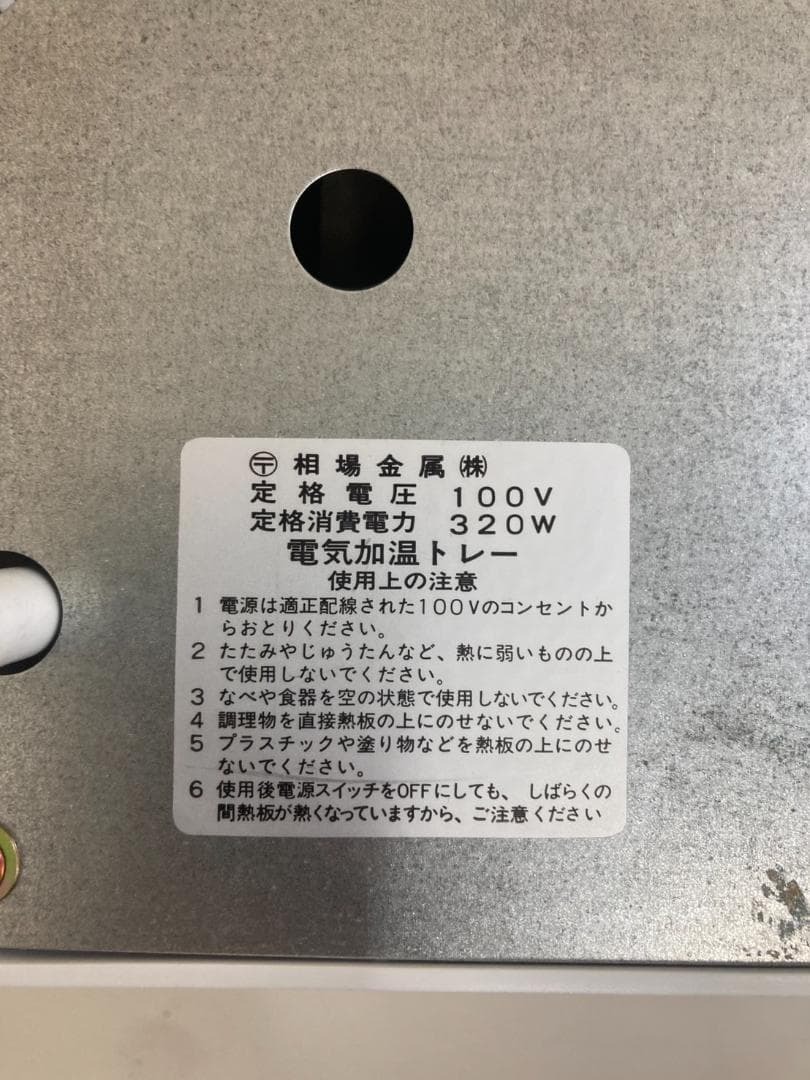 〶 相場金属㈱
定格電圧 100V
定格消費電力 320W
電気加温トレー
使用上の注意
1 電源は適正配線された100Vのコンセントか
らおとりください。
2 たたみやじゅうたんなど、熱に弱いものの上
で使用しないでください。
3 なべや食器を空の状態で使用しないでください。
4 調理物を直接熱板の上にのせないでください。
5 プラスチックや塗り物などを熱板の上にのせ
ないでください。
6 使用後電源スイッチをOFFにしても、しばらくの
間熱板が熱くなっていますから、ご注意ください